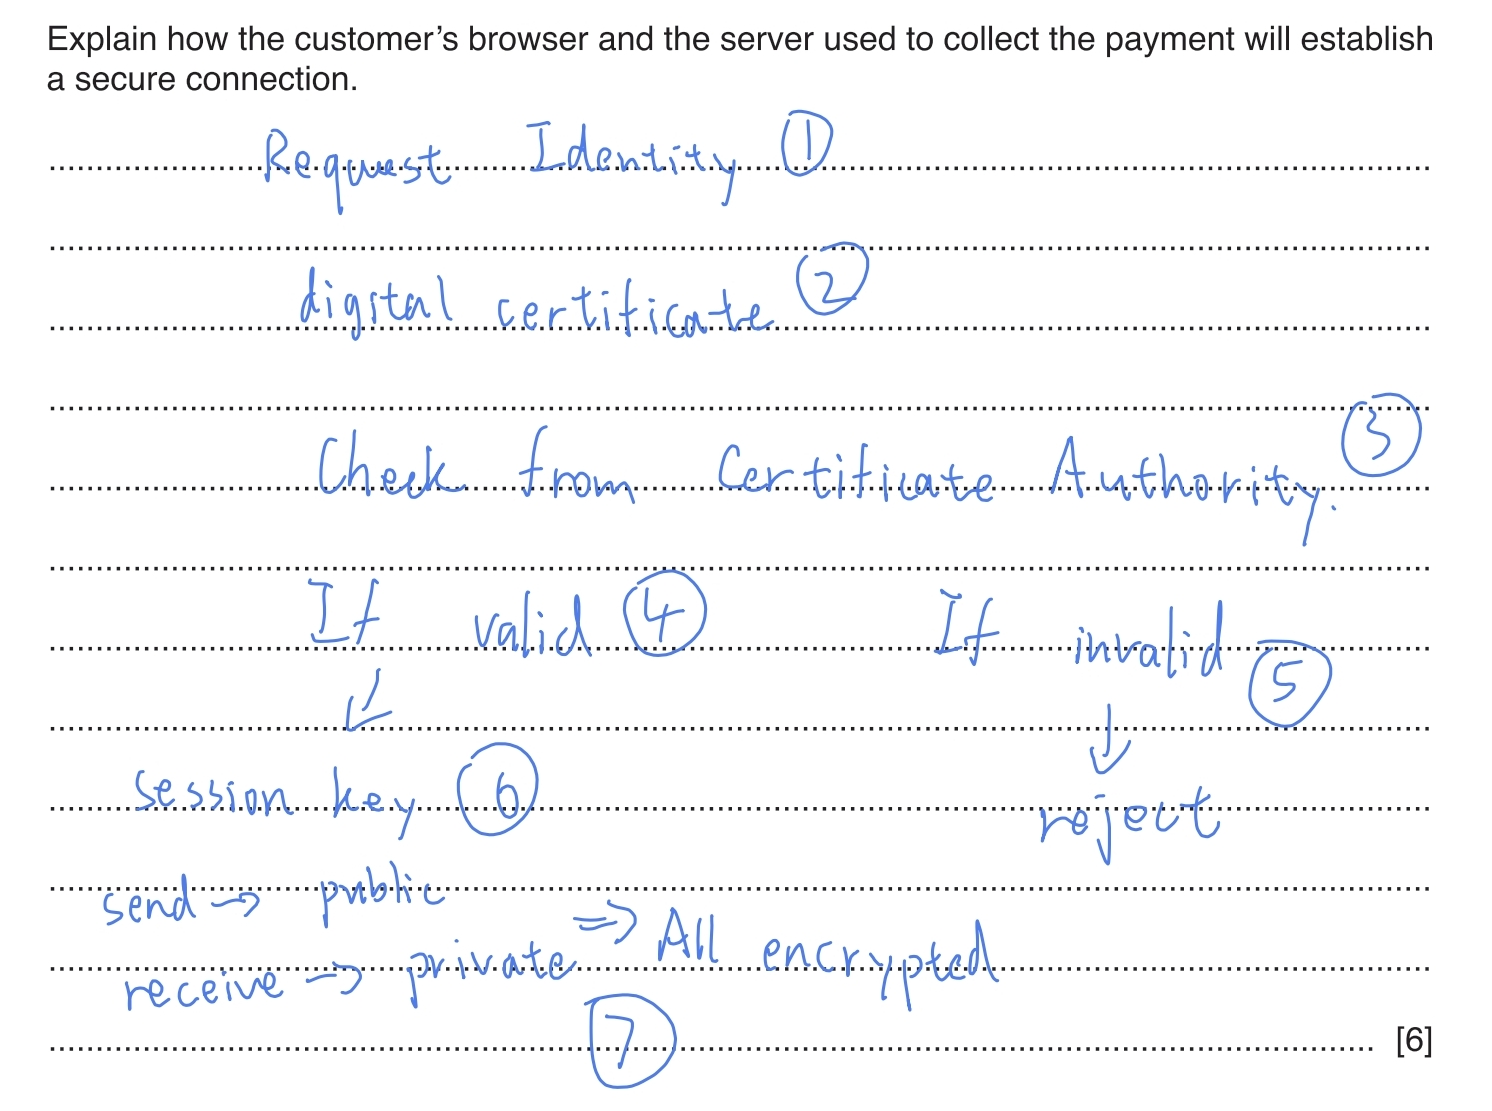 Explain how the customer's browser and the server used to collect the payment will establish
a secure connection.
Request Identity ①
digital certificate ②
Check from Certificate Authority. ③
If valid ④ If invalid ⑤
↙ ↓
session key ⑥ reject
send → public
receive → private ⇒ All encrypted
⑦
[6]